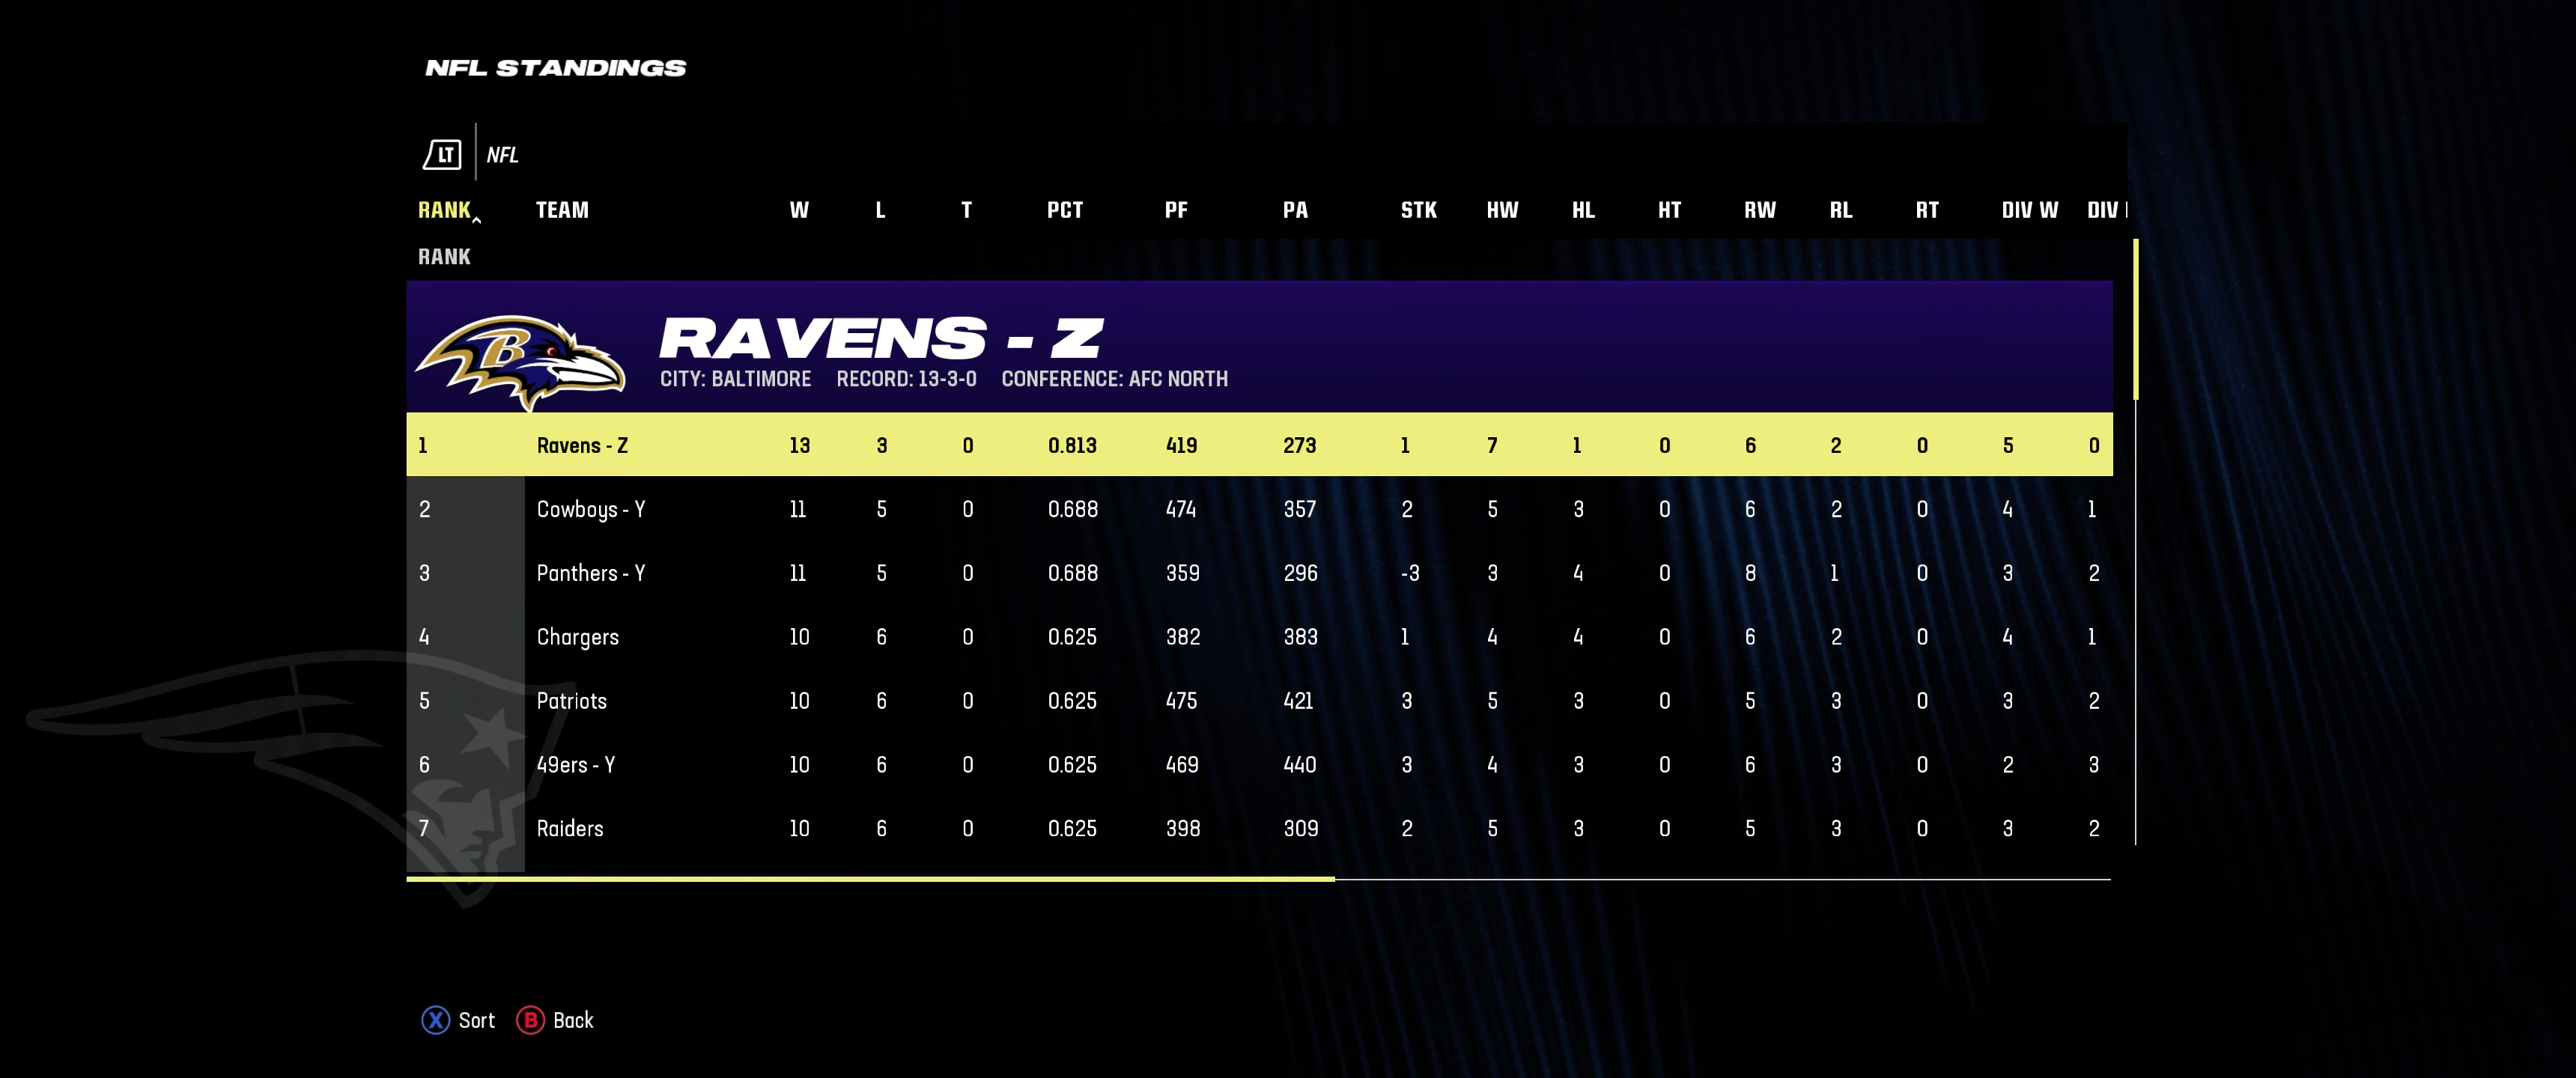 NFL STANDINGS
LT NFL
RANK TEAM W L T PCT PF PA STK HW HL HT RW RL RT DIV W DIV
RANK
B
RAVENS - Z
CITY: BALTIMORE RECORD: 13-3-0 CONFERENCE: AFC NORTH
1 Ravens - Z 13 3 0 0.813 419 273 1 7 1 0 6 2 0 5 0
2 Cowboys - Y 11 5 0 0.688 474 357 2 5 3 0 6 2 0 4 1
3 Panthers - Y 11 5 0 0.688 359 296 -3 3 4 0 8 1 0 3 2
4 Chargers 10 6 0 0.625 382 383 1 4 4 0 6 2 0 4 1
5 Patriots 10 6 0 0.625 475 421 3 5 3 0 5 3 0 3 2
6 49ers - Y 10 6 0 0.625 469 440 3 4 3 0 6 3 0 2 3
7 Raiders 10 6 0 0.625 398 309 2 5 3 0 5 3 0 3 2
X Sort B Back